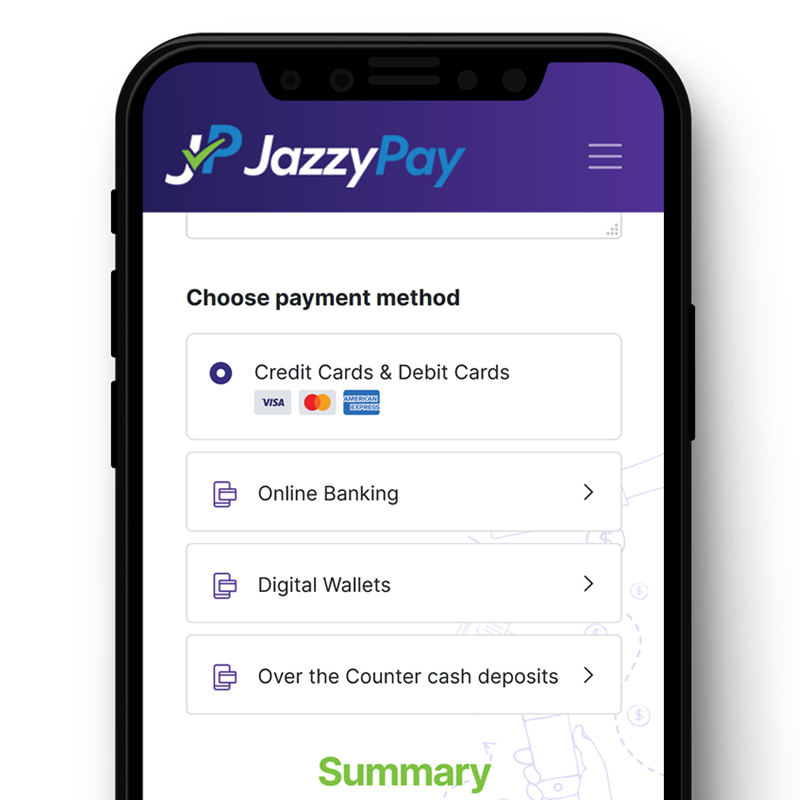 JP JazzyPay
Choose payment method
Credit Cards & Debit Cards
VISA
AMERICAN
EXPRESS
Online Banking
Digital Wallets
Over the Counter cash deposits
$
$
$
$
Summary